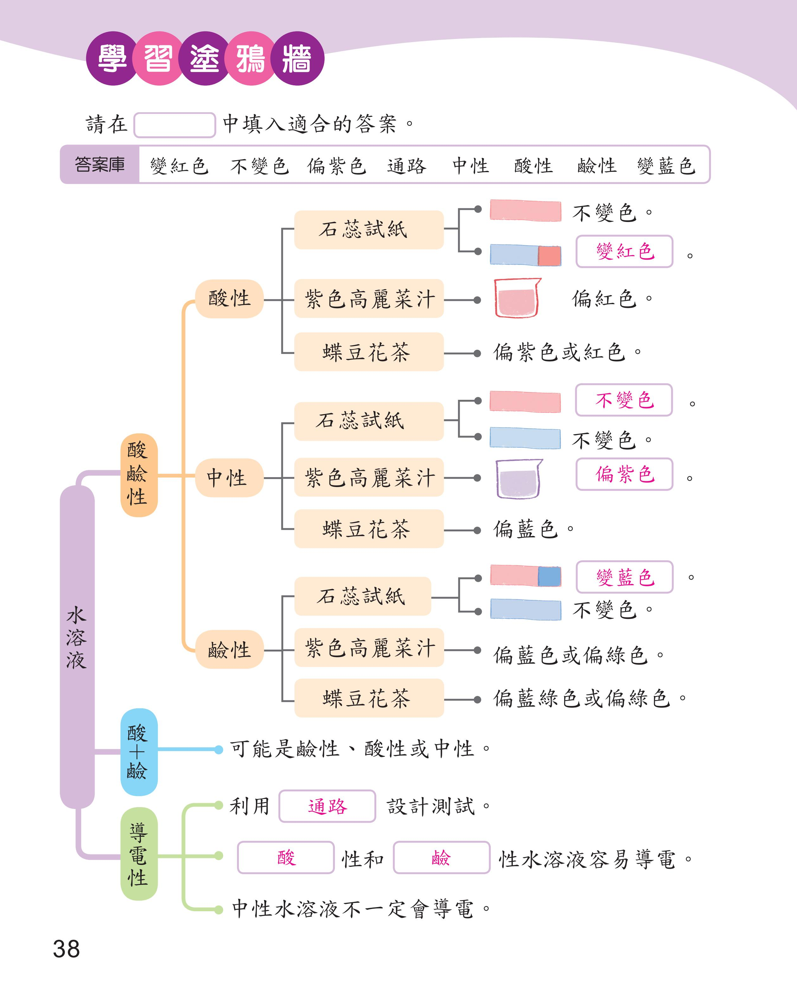 學習塗鴉牆
請在 中填入適合的答案。
答案庫 變紅色 不變色 偏紫色 通路 中性 酸性 鹼性 變藍色
水溶液
酸鹼性
酸性
石蕊試紙
不變色。
變紅色。
紫色高麗菜汁
偏紅色。
蝶豆花茶
偏紫色或紅色。
中性
石蕊試紙
不變色。
不變色。
紫色高麗菜汁
偏紫色。
蝶豆花茶
偏藍色。
鹼性
石蕊試紙
變藍色。
不變色。
紫色高麗菜汁
偏藍色或偏綠色。
蝶豆花茶
偏藍綠色或偏綠色。
酸+鹼
可能是鹼性、酸性或中性。
導電性
利用 通路 設計測試。
酸 性和 鹼 性水溶液容易導電。
中性水溶液不一定會導電。
38